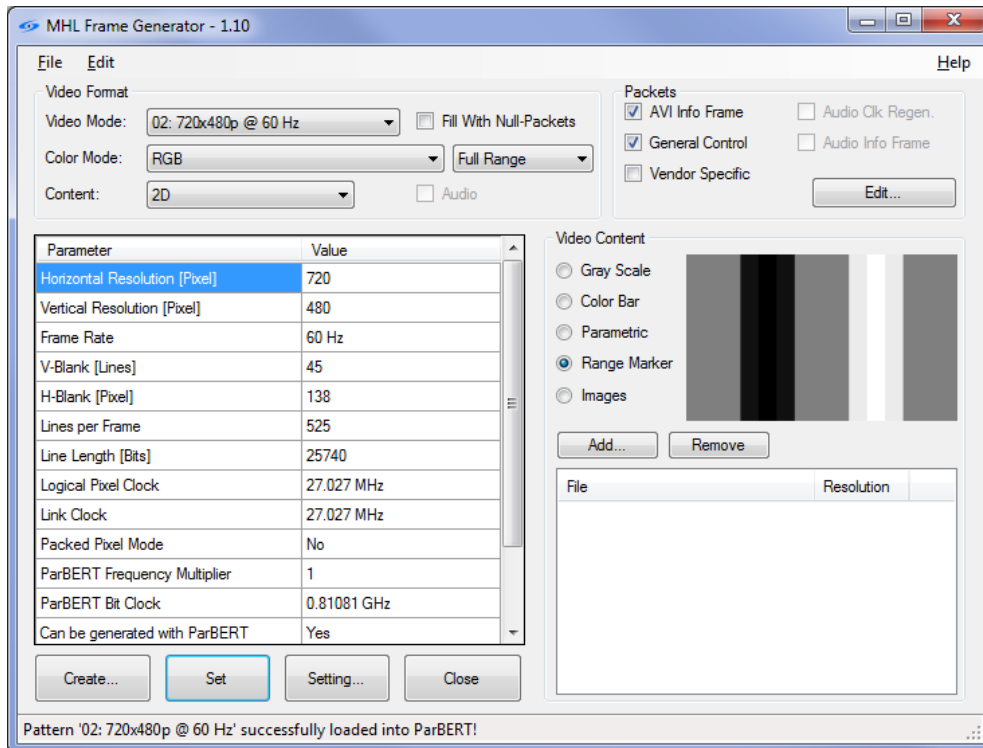 MHL Frame Generator - 1.10
File Edit Help
Video Format
Video Mode: 02: 720x480p @ 60 Hz Fill With Null-Packets
Color Mode: RGB Full Range
Content: 2D Audio
Packets
AVI Info Frame Audio Clk Regen.
General Control Audio Info Frame
Vendor Specific
Edit...
Parameter Value
Horizontal Resolution [Pixel] 720
Vertical Resolution [Pixel] 480
Frame Rate 60 Hz
V-Blank [Lines] 45
H-Blank [Pixel] 138
Lines per Frame 525
Line Length [Bits] 25740
Logical Pixel Clock 27.027 MHz
Link Clock 27.027 MHz
Packed Pixel Mode No
ParBERT Frequency Multiplier 1
ParBERT Bit Clock 0.81081 GHz
Can be generated with ParBERT Yes
Video Content
Gray Scale
Color Bar
Parametric
Range Marker
Images
Add... Remove
File Resolution
Create... Set Setting... Close
Pattern '02: 720x480p @ 60 Hz' successfully loaded into ParBERT!